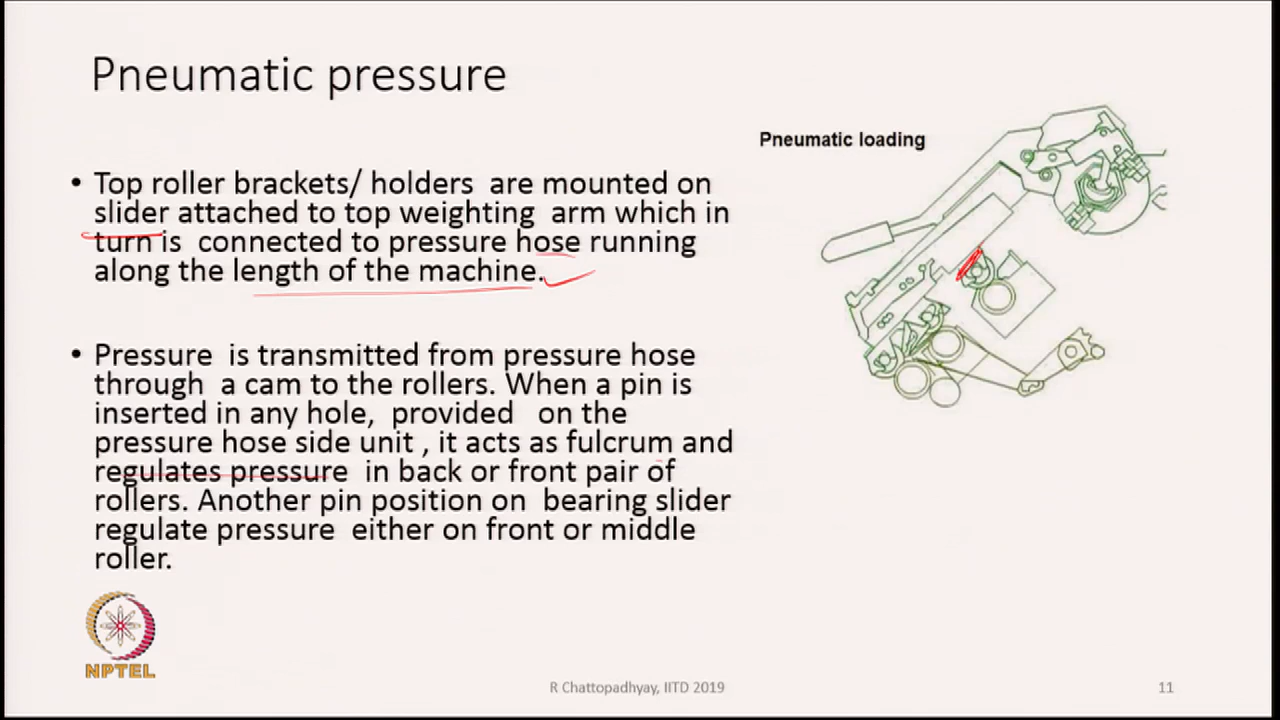 Pneumatic pressure
Pneumatic loading
• Top roller brackets/ holders are mounted on
slider attached to top weighting arm which in
turn is connected to pressure hose running
along the length of the machine.
• Pressure is transmitted from pressure hose
through a cam to the rollers. When a pin is
inserted in any hole, provided on the
pressure hose side unit , it acts as fulcrum and
regulates pressure in back or front pair of
rollers. Another pin position on bearing slider
regulate pressure either on front or middle
roller.
NPTEL
R Chattopadhyay, IITD 2019
11